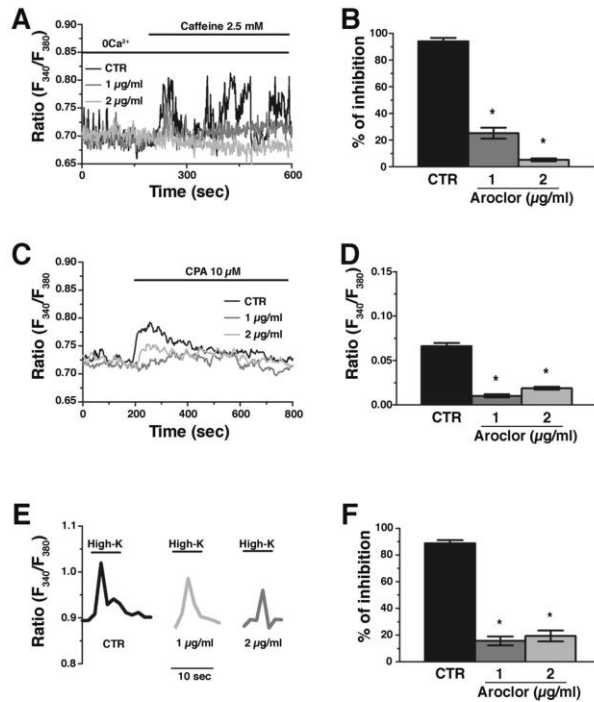 A
Caffeine 2.5 mM
0Ca²⁺
CTR
1 µg/ml
2 µg/ml
Ratio (F₃₄₀/F₃₈₀)
0.90
0.85
0.80
0.75
0.70
0.65
0 200 400 600
Time (sec)
B
% of inhibition
100
80
60
40
20
0
* *
CTR 1 2
Aroclor (µg/ml)
C
CPA 10 µM
CTR
1 µg/ml
2 µg/ml
Ratio (F₃₄₀/F₃₈₀)
0.90
0.85
0.80
0.75
0.70
0.65
0 200 400 600 800
Time (sec)
D
Ratio (F₃₄₀/F₃₈₀)
0.15
0.10
0.05
0.00
* *
CTR 1 2
Aroclor (µg/ml)
E
Ratio (F₃₄₀/F₃₈₀)
1.1
1.0
0.9
0.8
High-K High-K High-K
CTR 1 µg/ml 2 µg/ml
10 sec
F
% of inhibition
100
80
60
40
20
0
* *
CTR 1 2
Aroclor (µg/ml)